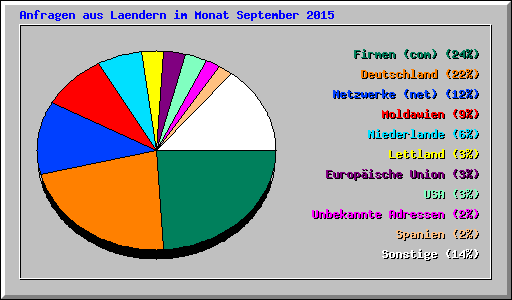 Anfragen aus Laendern im Monat September 2015
Firmen (com) (24%)
Deutschland (22%)
Netzwerke (net) (12%)
Moldawien (9%)
Niederlande (6%)
Lettland (3%)
Europäische Union (3%)
USA (3%)
Unbekannte Adressen (2%)
Spanien (2%)
Sonstige (14%)